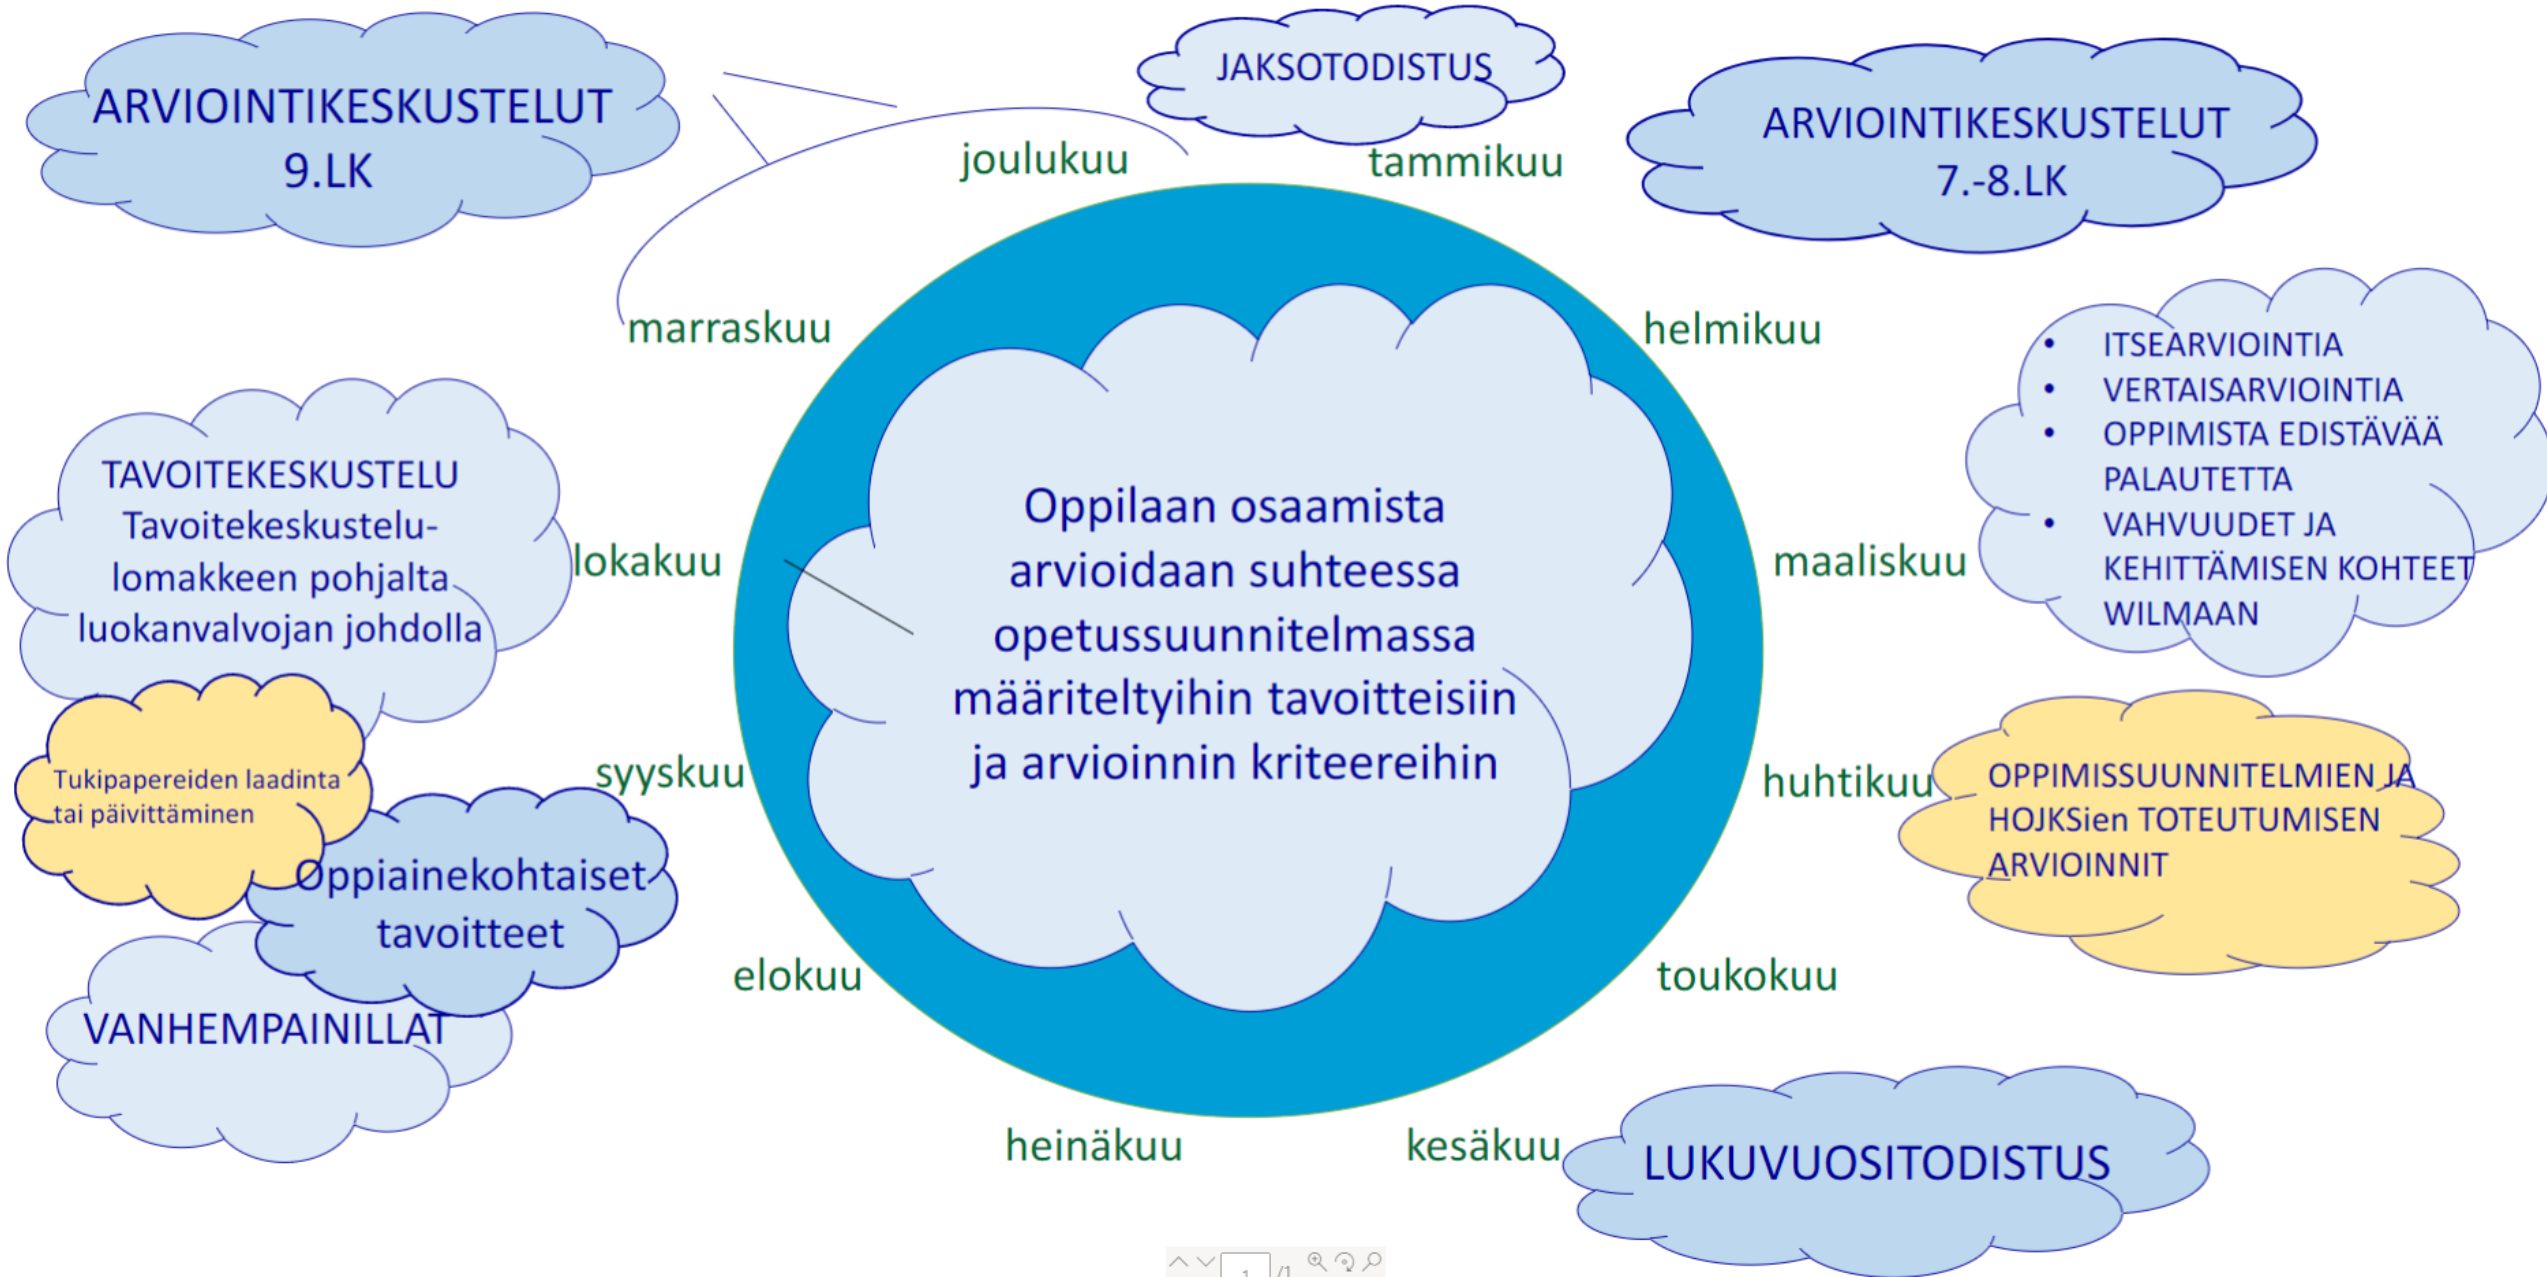 ARVIOINTIKESKUSTELUT
9.LK
JAKSOTODISTUS
ARVIOINTIKESKUSTELUT
7.-8.LK
joulukuu
tammikuu
marraskuu
helmikuu
• ITSEARVIOINTIA
• VERTAISARVIOINTIA
• OPPIMISTA EDISTÄVÄÄ
PALAUTETTA
• VAHVUUDET JA
KEHITTÄMISEN KOHTEET
WILMAAN
TAVOITEKESKUSTELU
Tavoitekeskustelu-
lomakkeen pohjalta
luokanvalvojan johdolla
lokakuu
Oppilaan osaamista
arvioidaan suhteessa
opetussuunnitelmassa
määriteltyihin tavoitteisiin
ja arvioinnin kriteereihin
maaliskuu
Tukipapereiden laadinta
tai päivittäminen
syyskuu
huhtikuu
OPPIMISSUUNNITELMIEN JA
HOJKSien TOTEUTUMISEN
ARVIOINNIT
Oppiainekohtaiset
tavoitteet
elokuu
toukokuu
VANHEMPAINILLAT
heinäkuu
kesäkuu
LUKUVUOSITODISTUS
1 /1